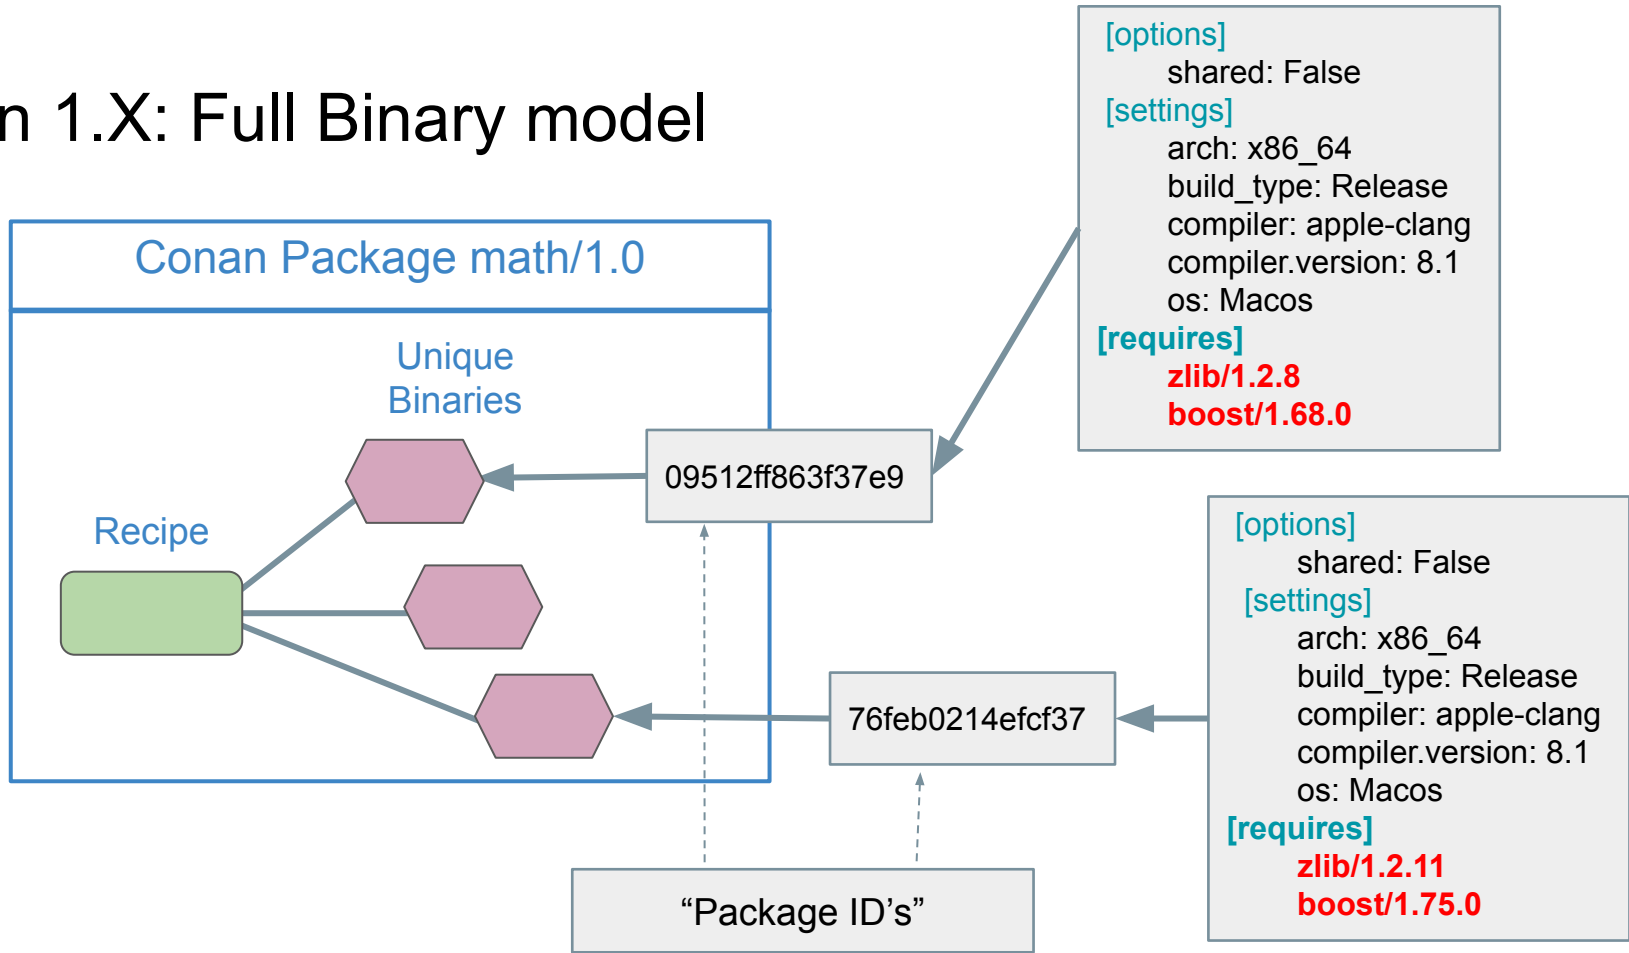 n 1.X: Full Binary model
Conan Package math/1.0
Unique
Binaries
Recipe
09512ff863f37e9
76feb0214efcf37
“Package ID’s”
[options]
shared: False
[settings]
arch: x86_64
build_type: Release
compiler: apple-clang
compiler.version: 8.1
os: Macos
[requires]
zlib/1.2.8
boost/1.68.0
[options]
shared: False
[settings]
arch: x86_64
build_type: Release
compiler: apple-clang
compiler.version: 8.1
os: Macos
[requires]
zlib/1.2.11
boost/1.75.0